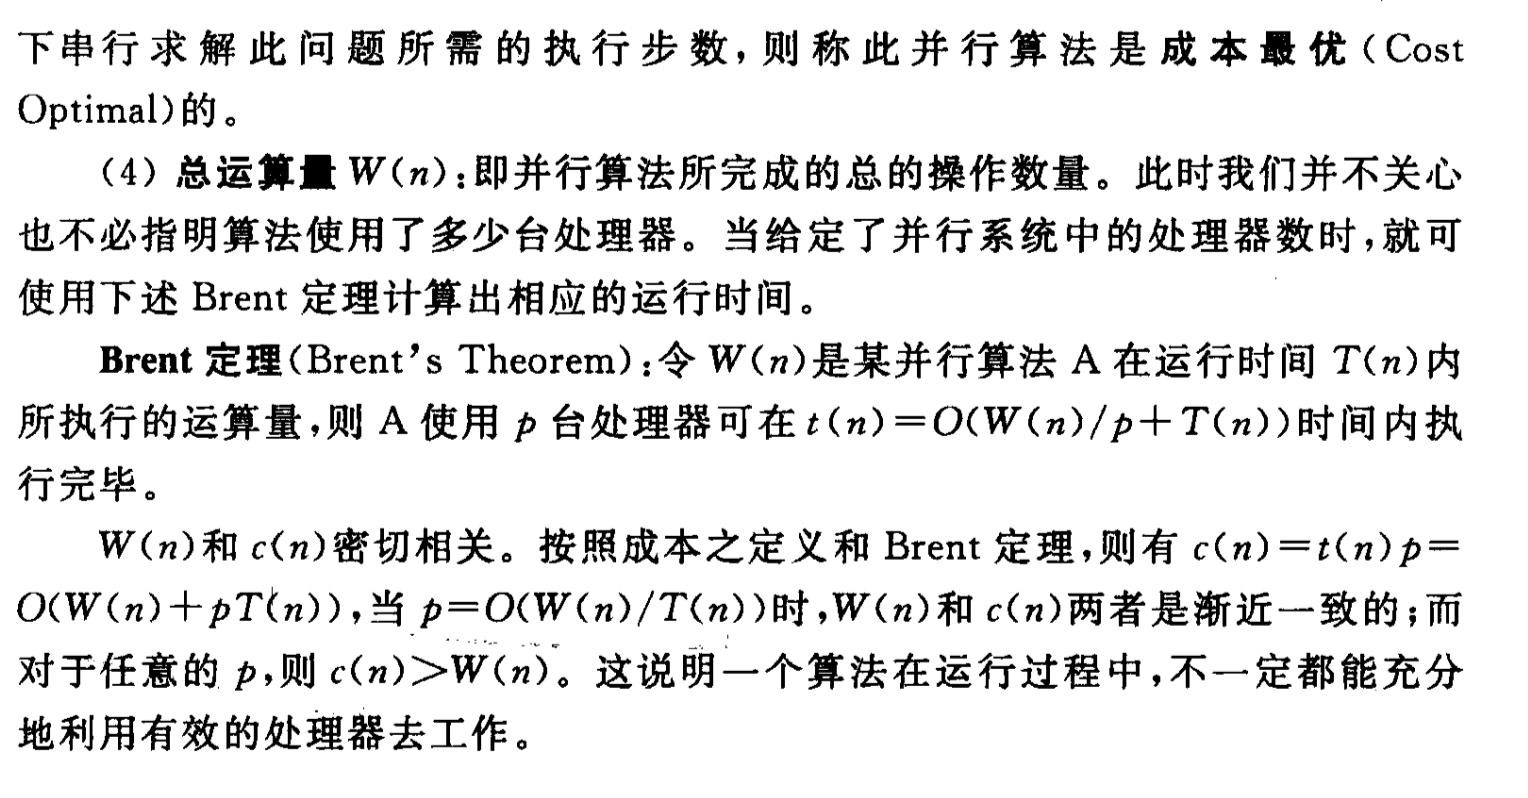 下串行求解此问题所需的执行步数,则称此并行算法是成本最优(Cost
Optimal)的。
(4) 总运算量 W(n):即并行算法所完成的总的操作数量。此时我们并不关心
也不必指明算法使用了多少台处理器。当给定了并行系统中的处理器数时,就可
使用下述 Brent 定理计算出相应的运行时间。
Brent 定理(Brent's Theorem):令 W(n)是某并行算法 A 在运行时间 T(n)内
所执行的运算量,则 A 使用 p 台处理器可在 t(n)=O(W(n)/p+T(n))时间内执
行完毕。
W(n)和 c(n)密切相关。按照成本之定义和 Brent 定理,则有 c(n)=t(n)p=
O(W(n)+pT(n)),当 p=O(W(n)/T(n))时,W(n)和 c(n)两者是渐近一致的;而
对于任意的 p,则 c(n)>W(n)。这说明一个算法在运行过程中,不一定都能充分
地利用有效的处理器去工作。